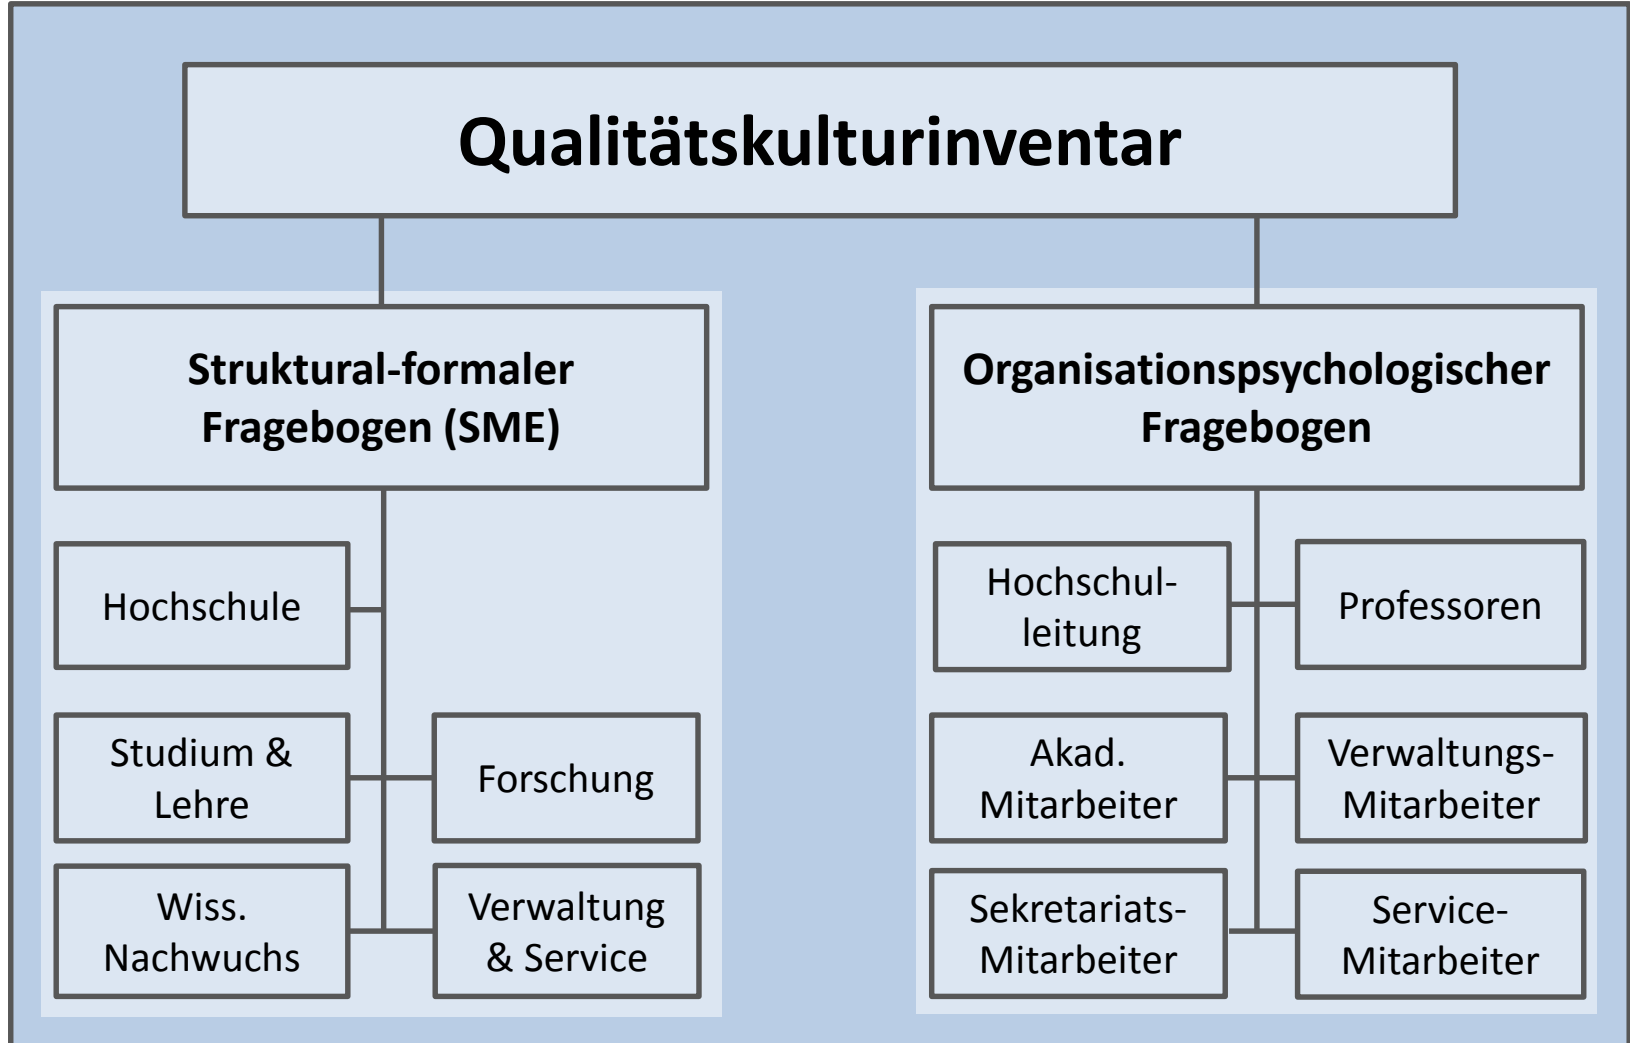 Qualitätskulturinventar
Struktural-formaler
Fragebogen (SME)
Hochschule
Studium &
Lehre
Forschung
Wiss.
Nachwuchs
Verwaltung
& Service
Organisationspsychologischer
Fragebogen
Hochschul-
leitung
Professoren
Akad.
Mitarbeiter
Verwaltungs-
Mitarbeiter
Sekretariats-
Mitarbeiter
Service-
Mitarbeiter